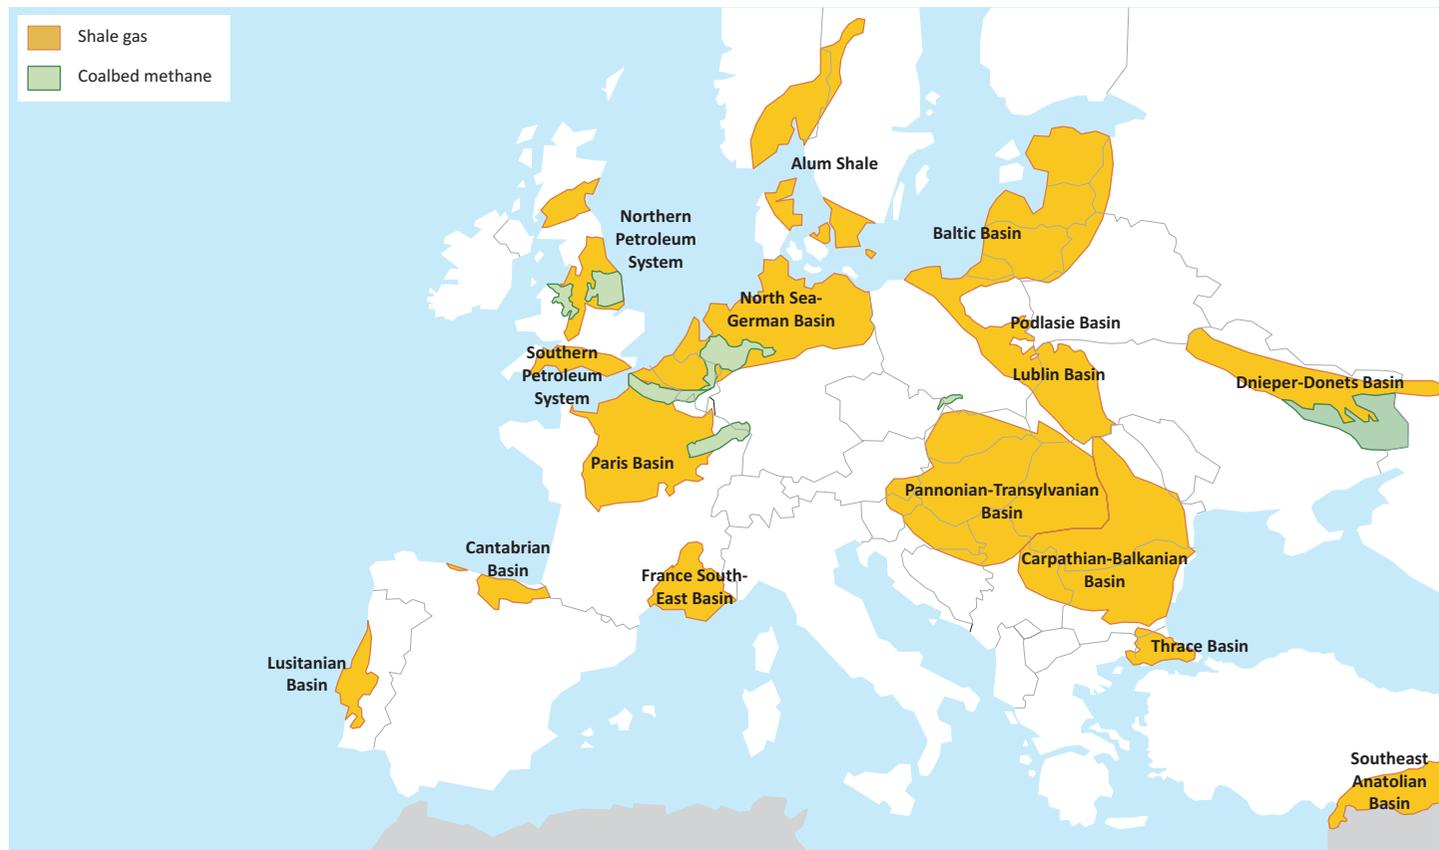 Shale gas
Coalbed methane
Alum Shale
Northern
Petroleum
System
Baltic Basin
North Sea-
German Basin
Podlasie Basin
Southern
Petroleum
System
Lublin Basin
Dnieper-Donets Basin
Paris Basin
Pannonian-Transylvanian
Basin
Cantabrian
Basin
Carpathian-Balkanian
Basin
France South-
East Basin
Thrace Basin
Lusitanian
Basin
Southeast
Anatolian
Basin